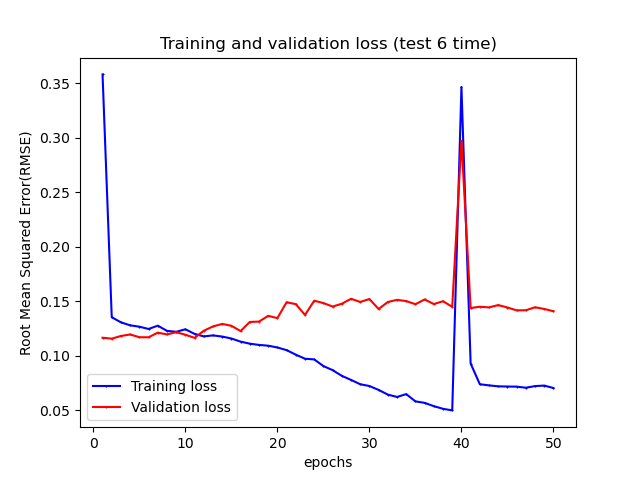 Training and validation loss (test 6 time)
Root Mean Squared Error(RMSE)
0.35
0.30
0.25
0.20
0.15
0.10
0.05
Training loss
Validation loss
0
10
20
30
40
50
epochs